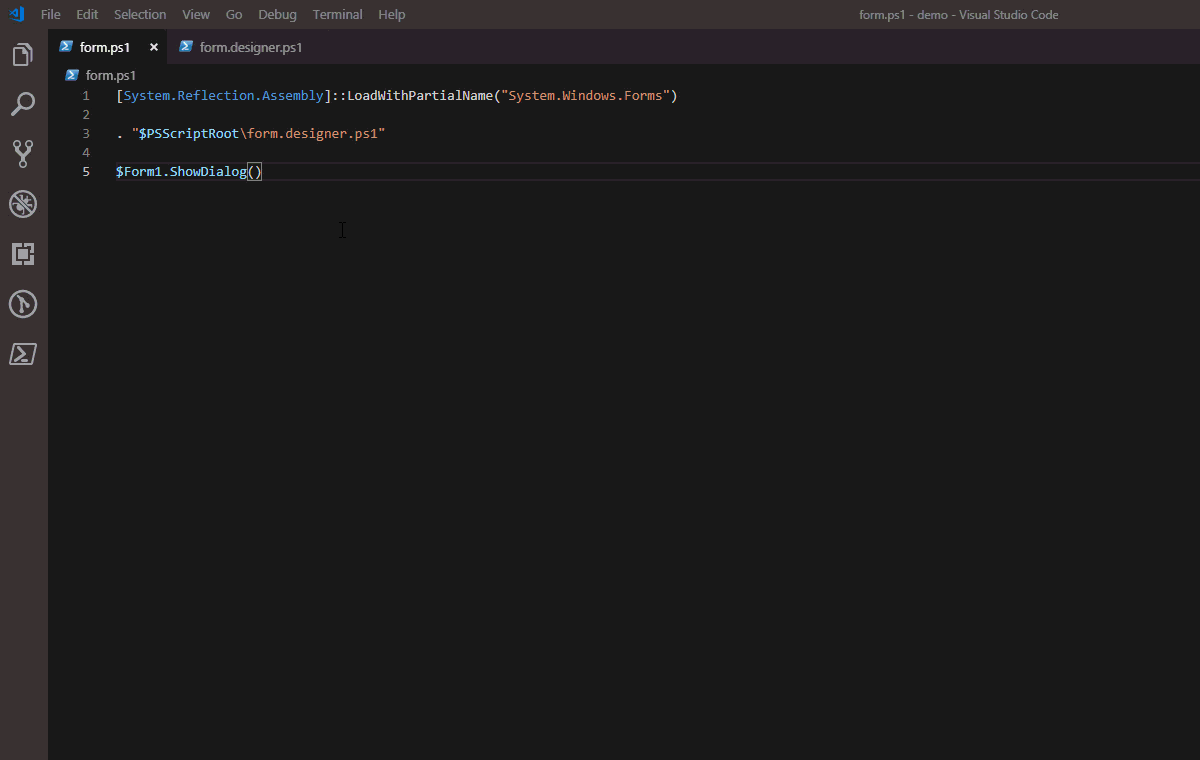 File Edit Selection View Go Debug Terminal Help form.ps1 - demo - Visual Studio Code
form.ps1 × form.designer.ps1
form.ps1
1 [System.Reflection.Assembly]::LoadWithPartialName("System.Windows.Forms")
2
3 . "$PSScriptRoot\form.designer.ps1"
4
5 $Form1.ShowDialog()